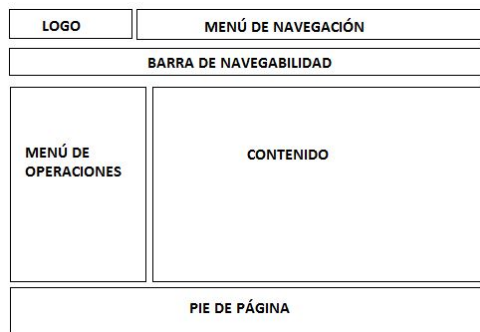 LOGO
MENÚ DE NAVEGACIÓN
BARRA DE NAVEGABILIDAD
MENÚ DE
OPERACIONES
CONTENIDO
PIE DE PÁGINA